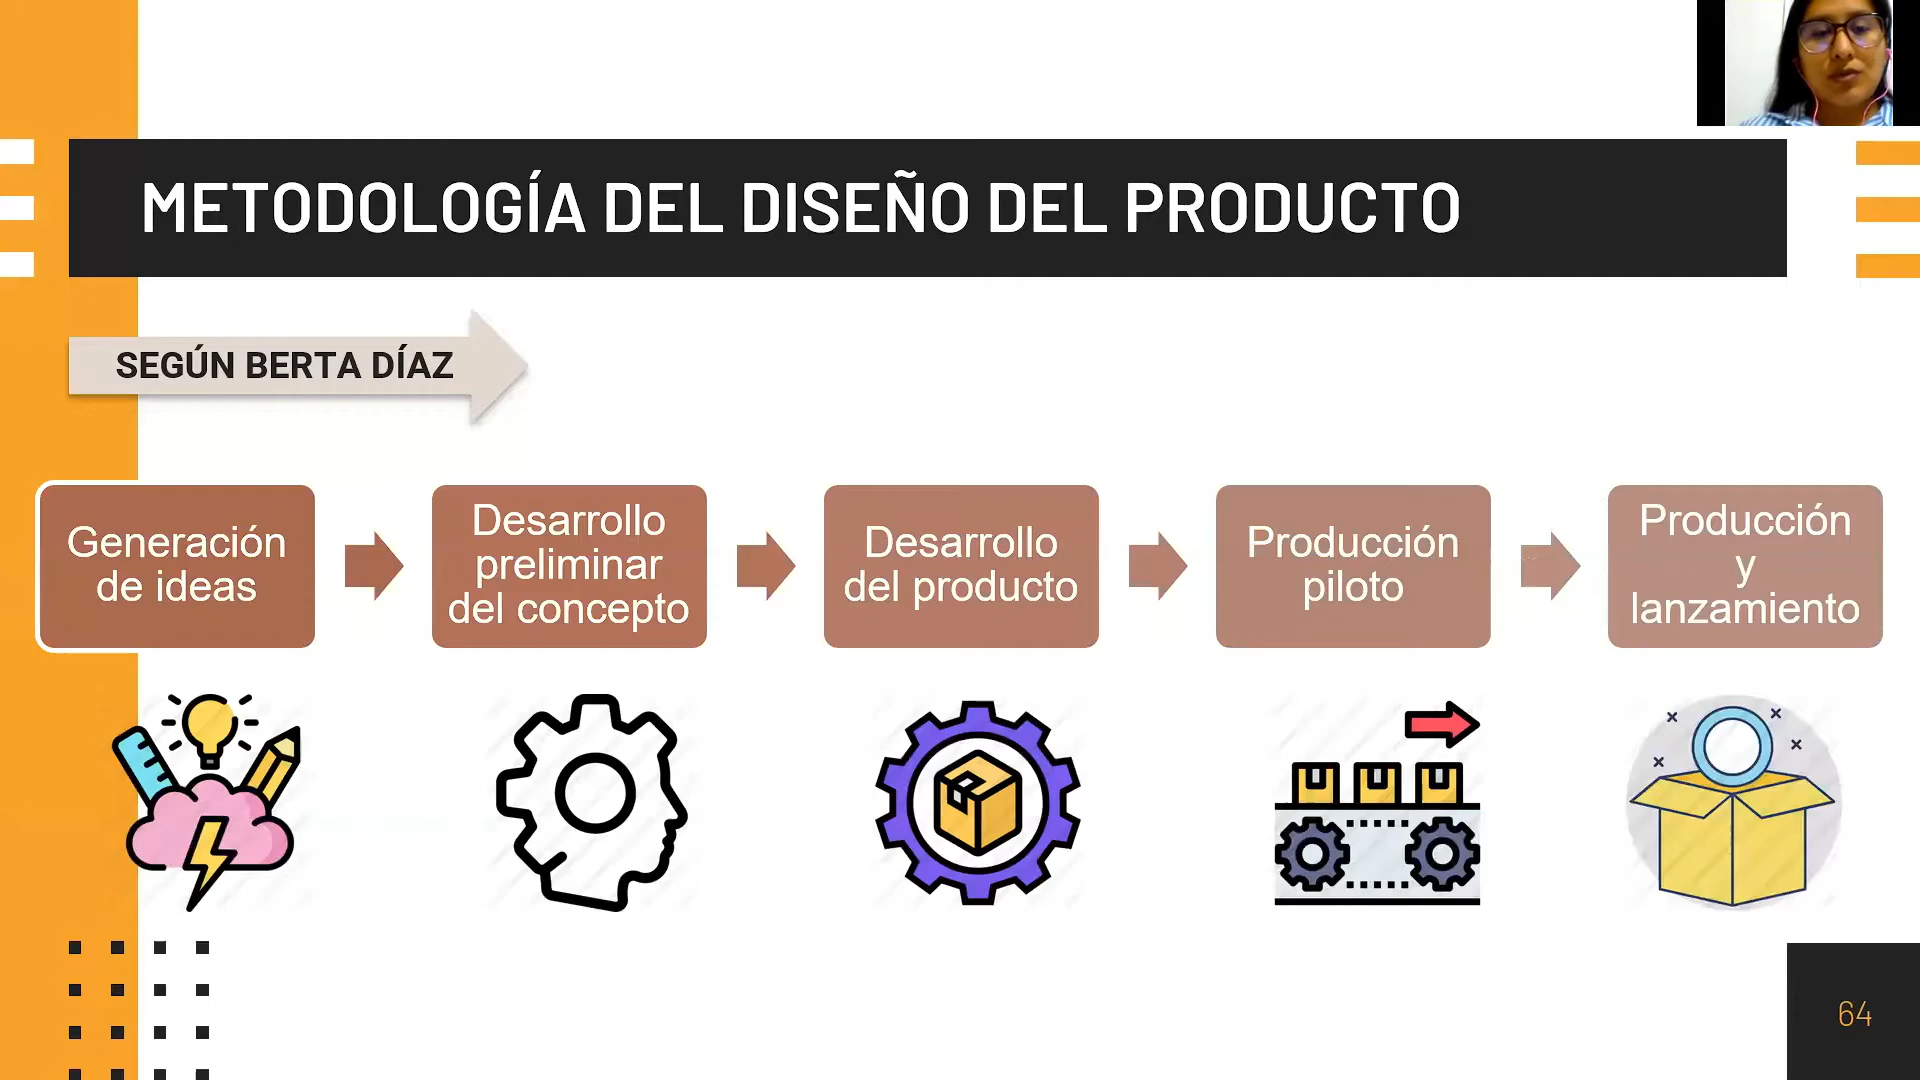 METODOLOGÍA DEL DISEÑO DEL PRODUCTO
SEGÚN BERTA DÍAZ
Generación
de ideas
Desarrollo
preliminar
del concepto
Desarrollo
del producto
Producción
piloto
Producción
y
lanzamiento
64